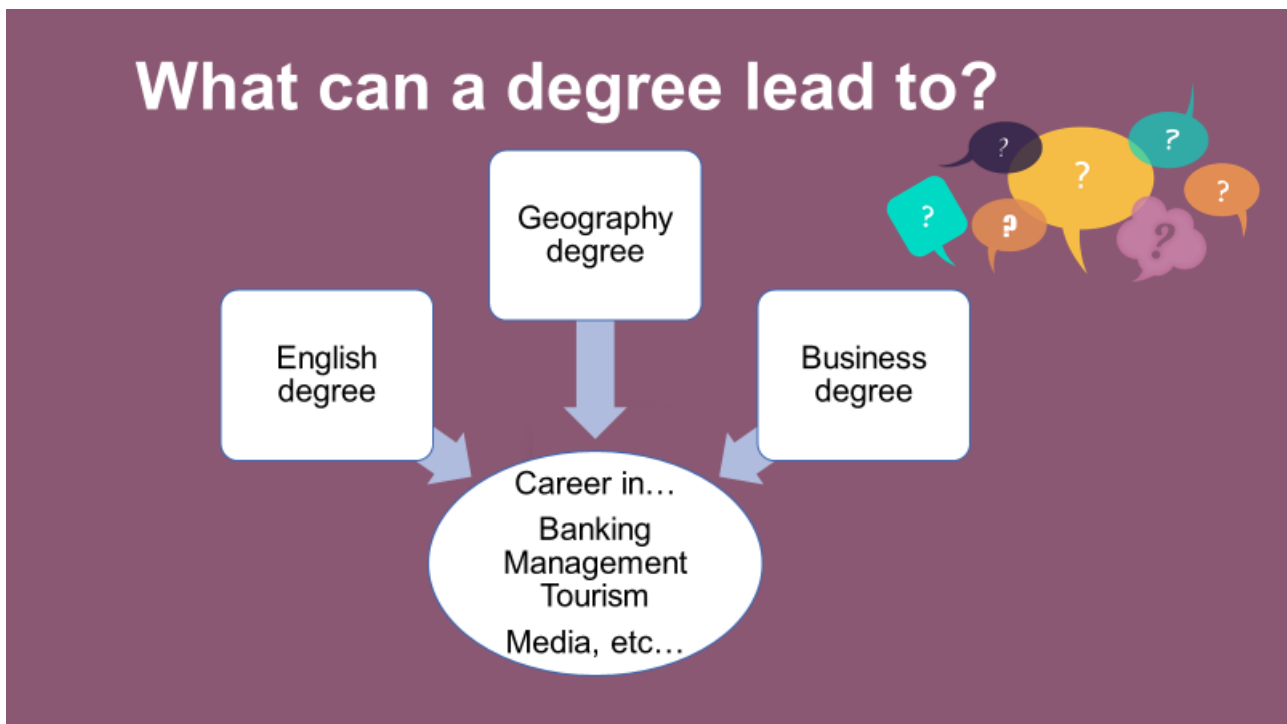 What can a degree lead to?
?
?
?
?
?
?
?
Geography
degree
English
degree
Business
degree
Career in…
Banking
Management
Tourism
Media, etc…